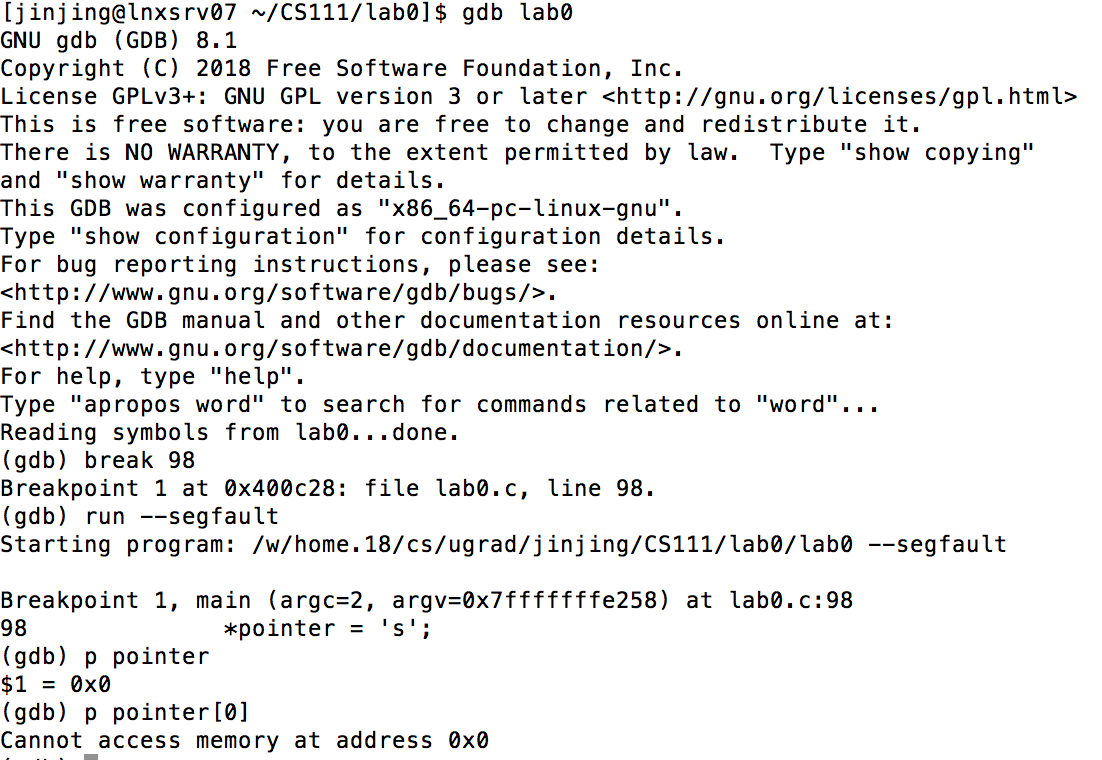 [jinjing@lnxsrv07 ~/CS111/lab0]$ gdb lab0
GNU gdb (GDB) 8.1
Copyright (C) 2018 Free Software Foundation, Inc.
License GPLv3+: GNU GPL version 3 or later <http://gnu.org/licenses/gpl.html>
This is free software: you are free to change and redistribute it.
There is NO WARRANTY, to the extent permitted by law.  Type "show copying"
and "show warranty" for details.
This GDB was configured as "x86_64-pc-linux-gnu".
Type "show configuration" for configuration details.
For bug reporting instructions, please see:
<http://www.gnu.org/software/gdb/bugs/>.
Find the GDB manual and other documentation resources online at:
<http://www.gnu.org/software/gdb/documentation/>.
For help, type "help".
Type "apropos word" to search for commands related to "word"...
Reading symbols from lab0...done.
(gdb) break 98
Breakpoint 1 at 0x400c28: file lab0.c, line 98.
(gdb) run --segfault
Starting program: /w/home.18/cs/ugrad/jinjing/CS111/lab0/lab0 --segfault

Breakpoint 1, main (argc=2, argv=0x7fffffffe258) at lab0.c:98
98              *pointer = 's';
(gdb) p pointer
$1 = 0x0
(gdb) p pointer[0]
Cannot access memory at address 0x0